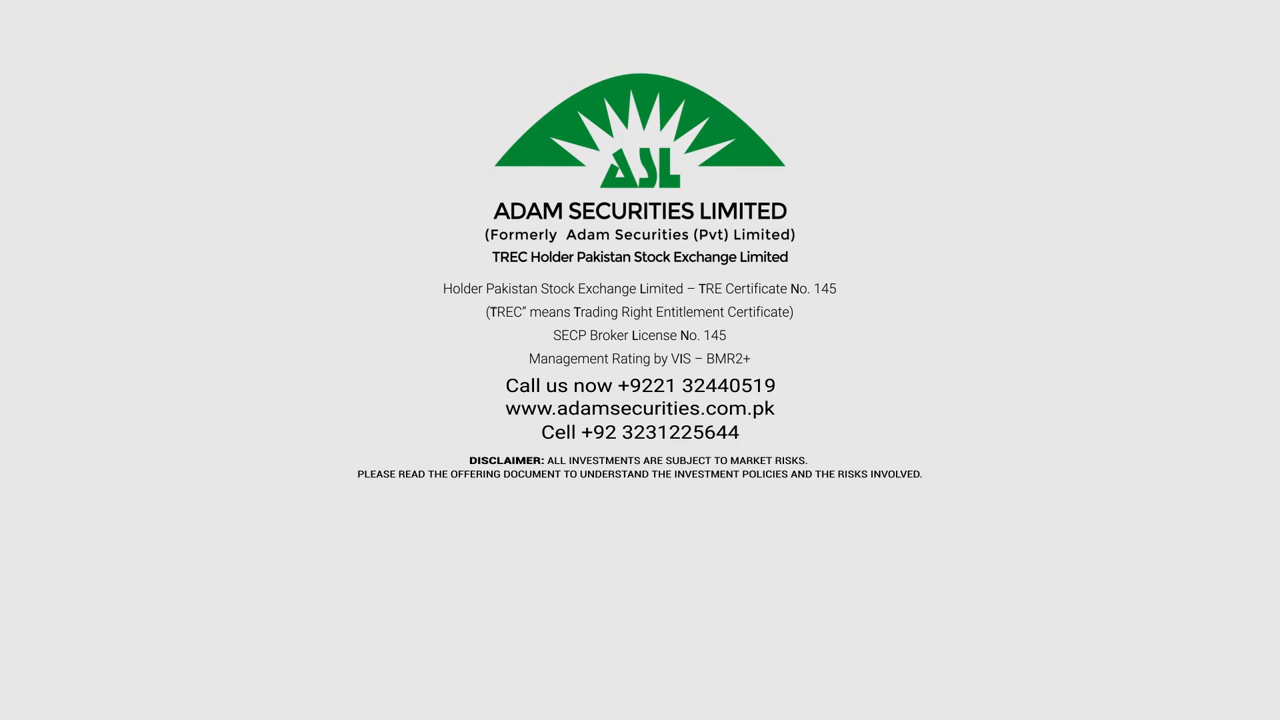 ASL
ADAM SECURITIES LIMITED
(Formerly Adam Securities (Pvt) Limited)
TREC Holder Pakistan Stock Exchange Limited
Holder Pakistan Stock Exchange Limited – TRE Certificate No. 145
(TREC” means Trading Right Entitlement Certificate)
SECP Broker License No. 145
Management Rating by VIS – BMR2+
Call us now +9221 32440519
www.adamsecurities.com.pk
Cell +92 3231225644
DISCLAIMER: ALL INVESTMENTS ARE SUBJECT TO MARKET RISKS.
PLEASE READ THE OFFERING DOCUMENT TO UNDERSTAND THE INVESTMENT POLICIES AND THE RISKS INVOLVED.